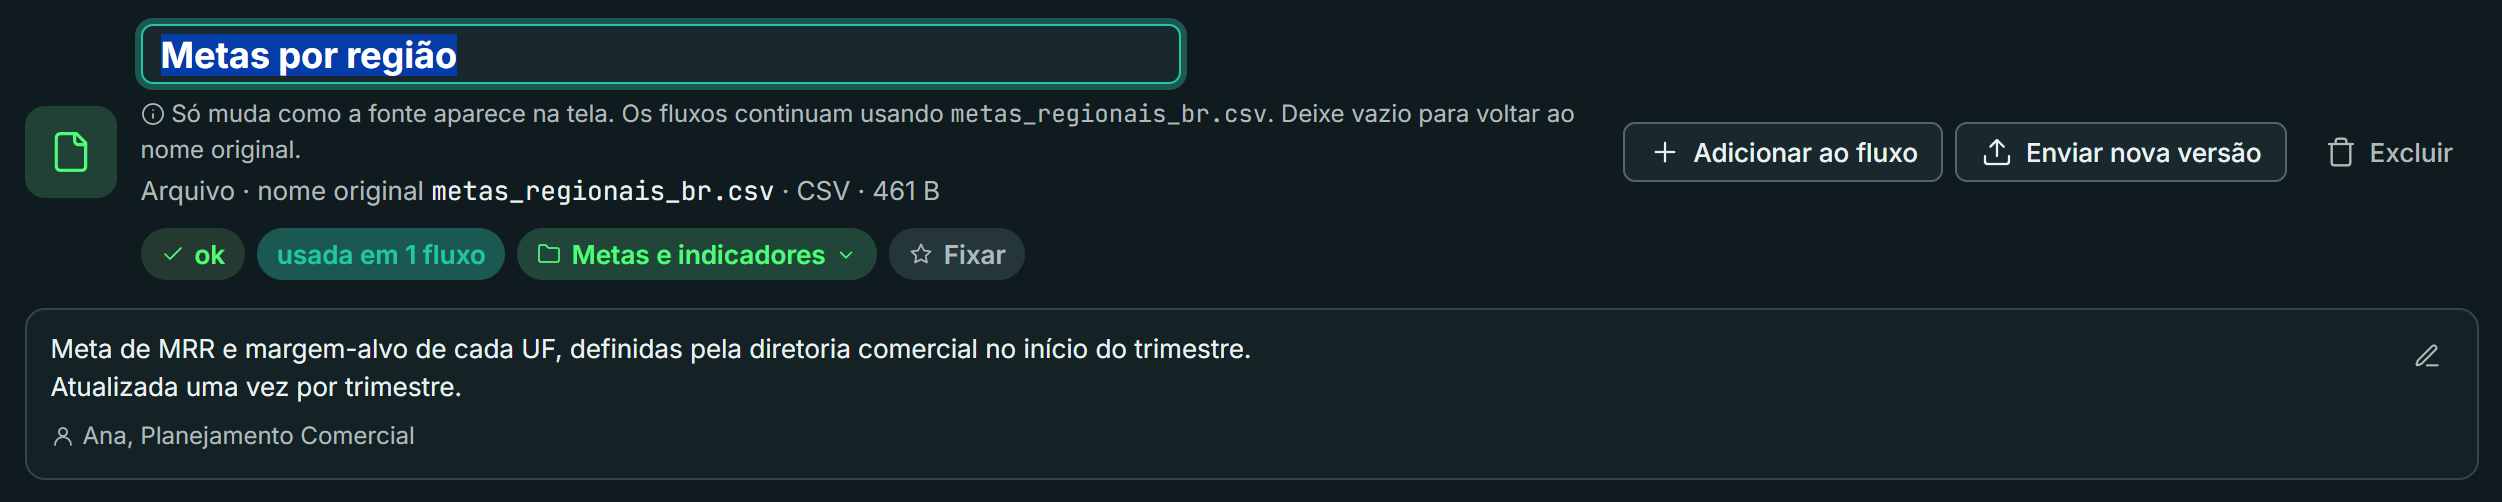 Metas por região
Só muda como a fonte aparece na tela. Os fluxos continuam usando metas_regionais_br.csv. Deixe vazio para voltar ao
nome original.
Arquivo · nome original metas_regionais_br.csv · CSV · 461 B
ok
usada em 1 fluxo
Metas e indicadores
Fixar
Adicionar ao fluxo
Enviar nova versão
Excluir
Meta de MRR e margem-alvo de cada UF, definidas pela diretoria comercial no início do trimestre.
Atualizada uma vez por trimestre.
Ana, Planejamento Comercial